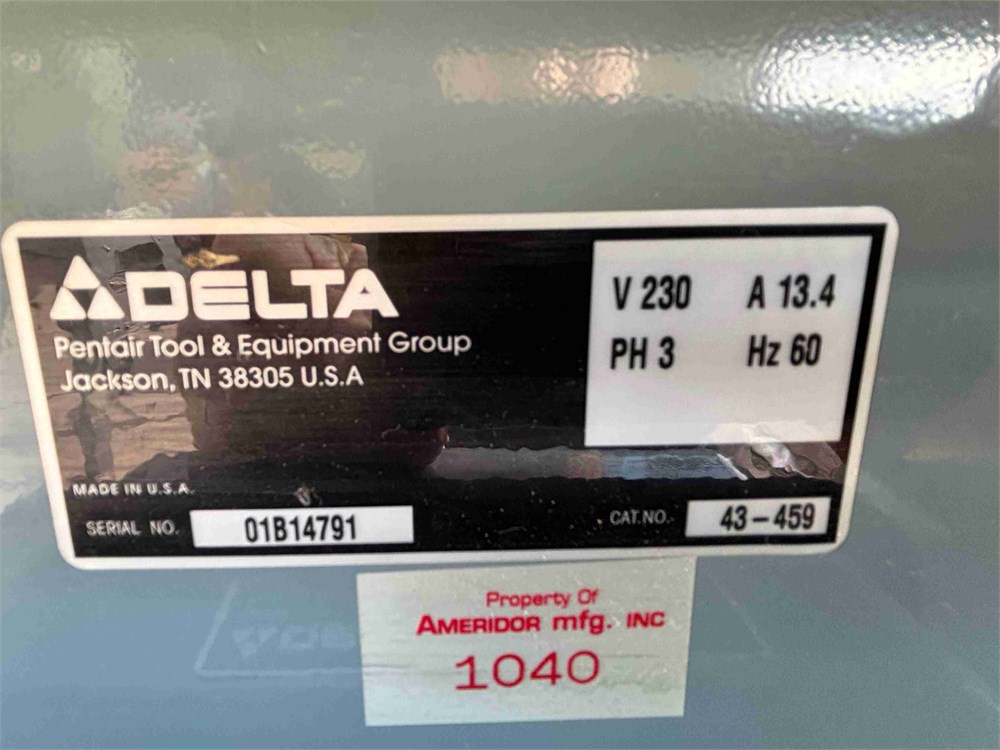 DELTA
Pentair Tool & Equipment Group
Jackson, TN 38305 U.S.A
V 230 A 13.4
PH 3 Hz 60
MADE IN U.S.A.
SERIAL NO. 01B14791
CAT.NO. 43-459
Property Of
AMERIDOR mfg. INC
1040